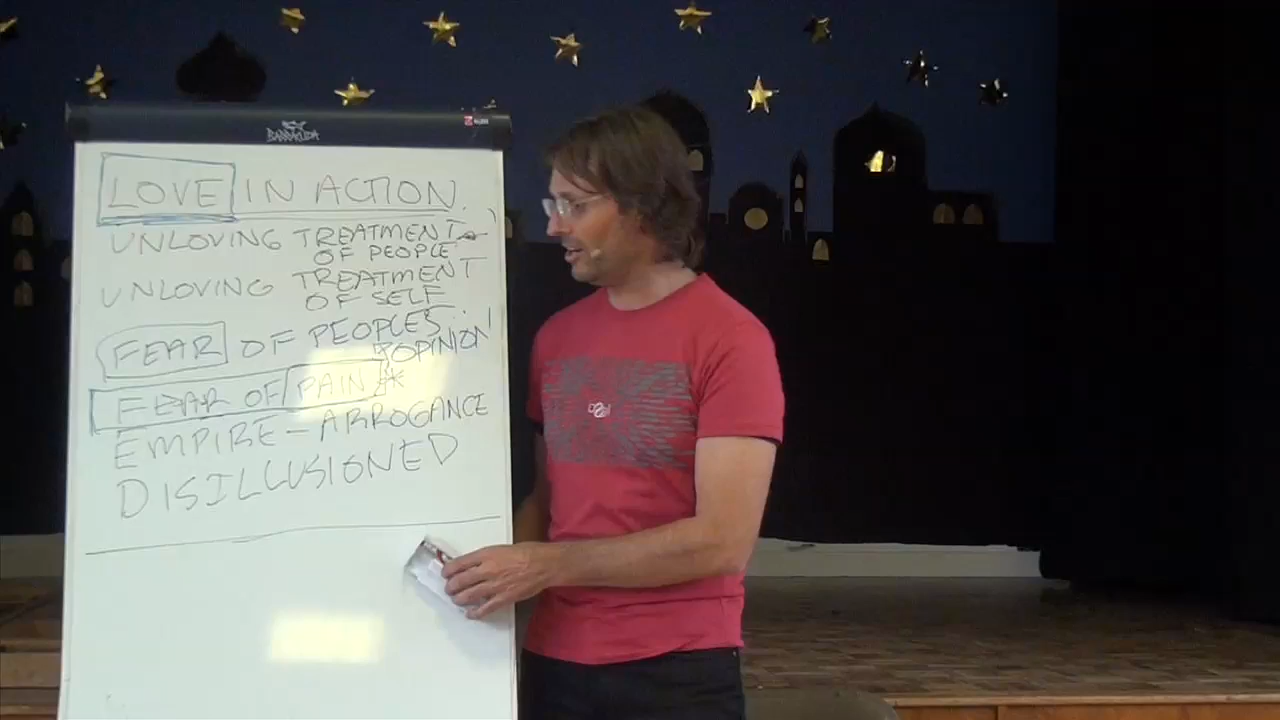 BARRAKUDA
LOVE IN ACTION.
UNLOVING TREATMENT
OF PEOPLE
UNLOVING TREATMENT
OF SELF
FEAR OF PEOPLES...
OPINION
FEAR OF PAIN *
EMPIRE - ARROGANCE
DISILLUSIONED